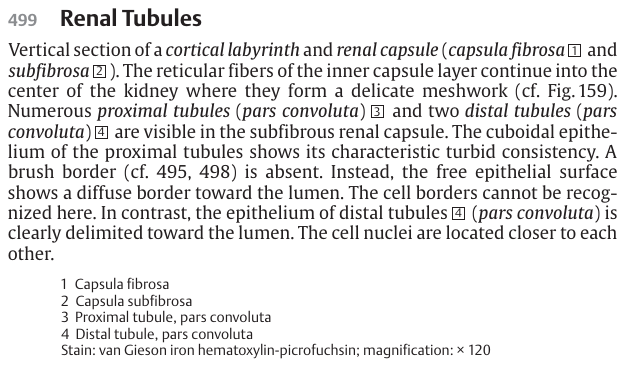 499 Renal Tubules
Vertical section of a cortical labyrinth and renal capsule (capsula fibrosa 1 and
subfibrosa 2 ). The reticular fibers of the inner capsule layer continue into the
center of the kidney where they form a delicate meshwork (cf. Fig. 159).
Numerous proximal tubules (pars convoluta) 3 and two distal tubules (pars
convoluta) 4 are visible in the subfibrous renal capsule. The cuboidal epithe-
lium of the proximal tubules shows its characteristic turbid consistency. A
brush border (cf. 495, 498) is absent. Instead, the free epithelial surface
shows a diffuse border toward the lumen. The cell borders cannot be recog-
nized here. In contrast, the epithelium of distal tubules 4 (pars convoluta) is
clearly delimited toward the lumen. The cell nuclei are located closer to each
other.
1 Capsula fibrosa
2 Capsula subfibrosa
3 Proximal tubule, pars convoluta
4 Distal tubule, pars convoluta
Stain: van Gieson iron hematoxylin-picrofuchsin; magnification: × 120